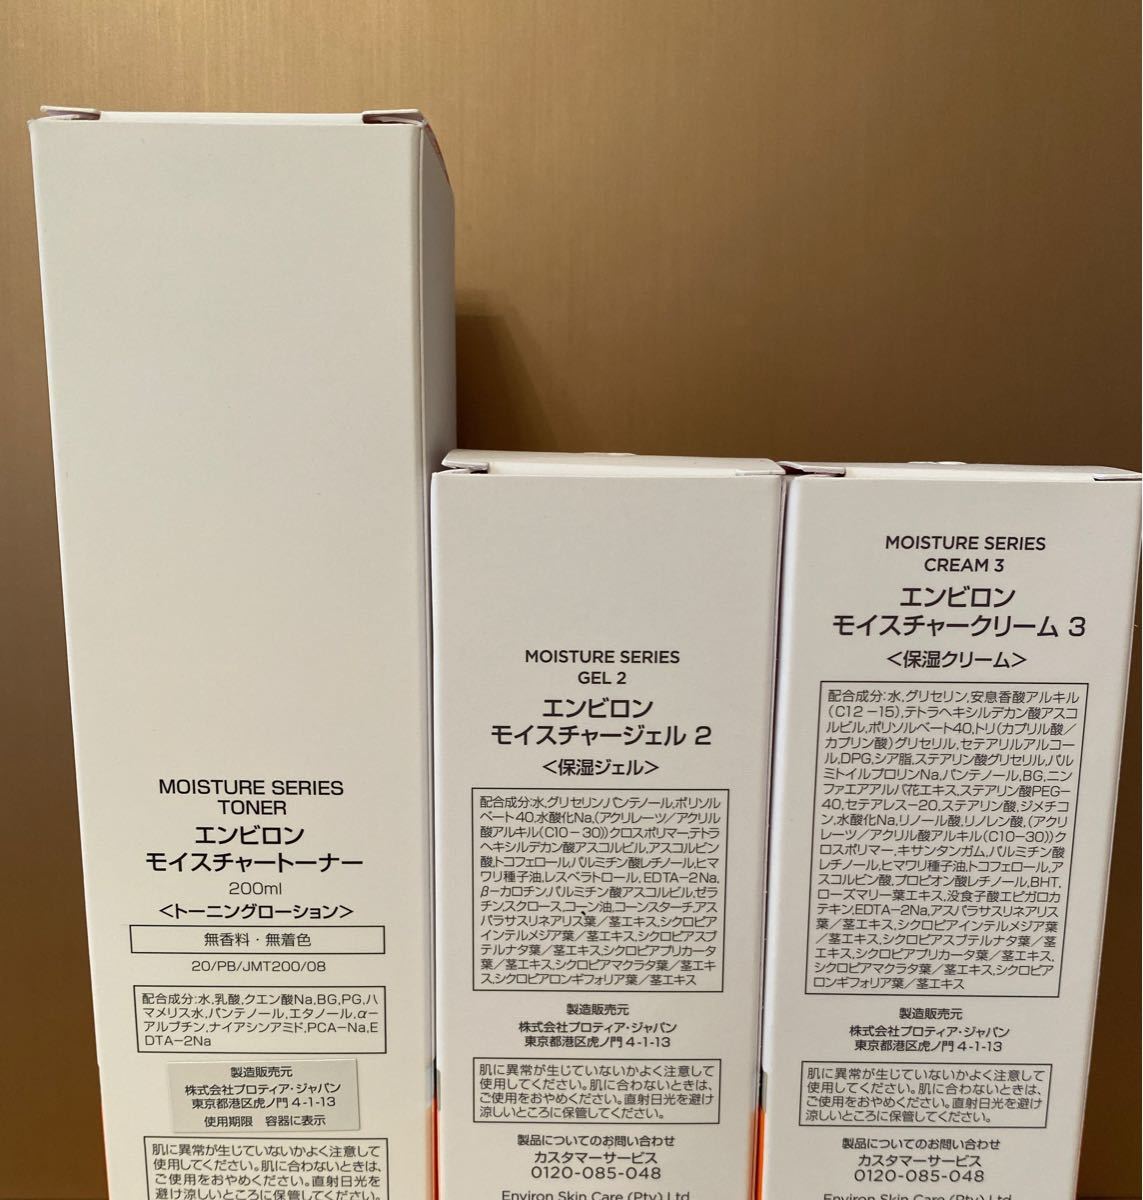 MOISTURE SERIES
TONER
エンビロン
モイスチャートーナー
200ml
<トーニングローション>
無香料・無着色
20/PB/JMT200/08
配合成分:水,乳酸,クエン酸Na,BG,PG,ハ
マメリス水,パンテノール,エタノール,α−
アルブチン,ナイアシンアミド,PCA-Na,E
DTA-2Na
製造販売元
株式会社プロティア・ジャパン
東京都港区虎ノ門 4-1-13
使用期限 容器に表示
肌に異常が生じていないかよく注意して
使用してください。肌に合わないときは、
ご使用をおやめください。直射日光を
避け涼しいところに保管してください。
MOISTURE SERIES
GEL 2
エンビロン
モイスチャージェル 2
<保湿ジェル>
配合成分:水,グリセリン,パンテノール,ポリソル
ベート40,水酸化Na,(アクリレーツ/アクリル
酸アルキル(C10−30))クロスポリマー,テトラ
ヘキシルデカン酸アスコルビル,アスコルビン
酸,トコフェロール,パルミチン酸レチノール,ヒマ
ワリ種子油,レスベラトロール,EDTA-2Na,
β−カロチン,パルミチン酸アスコルビル,ゼラ
チン,スクロース,コーン油,コーンスターチ,アス
パラサスリネアリス葉/茎エキス,シクロピア
インテルメジア葉/茎エキス,シクロピアスブ
テルナタ葉/茎エキス,シクロピアプリカータ
葉/茎エキス,シクロピアマクラタ葉/茎エキ
ス,シクロピアロンギフォリア葉/茎エキス
製造販売元
株式会社プロティア・ジャパン
東京都港区虎ノ門 4-1-13
肌に異常が生じていないかよく注意して
使用してください。肌に合わないときは、
ご使用をおやめください。直射日光を避け
涼しいところに保管してください。
製品についてのお問い合わせ
カスタマーサービス
0120-085-048
Environ Skin Care (Pty) Ltd
MOISTURE SERIES
CREAM 3
エンビロン
モイスチャークリーム 3
<保湿クリーム>
配合成分:水,グリセリン,安息香酸アルキル
(C12−15),テトラヘキシルデカン酸アスコ
ルビル,ポリソルベート40,トリ(カプリル酸/
カプリン酸)グリセリル,セテアリルアルコー
ル,DPG,シア脂,ステアリン酸グリセリル,パル
ミトイルプロリンNa,パンテノール,BG,ニン
ファエアアルバ花エキス,ステアリン酸PEG-
40,セテアレス-20,ステアリン酸,ジメチコ
ン,水酸化Na,リノール酸,リノレン酸,(アクリ
レーツ/アクリル酸アルキル(C10−30))ク
ロスポリマー,キサンタンガム,パルミチン酸
レチノール,ヒマワリ種子油,トコフェロール,ア
スコルビン酸,プロピオン酸レチノール,BHT,
ローズマリー葉エキス,没食子酸エピガロカ
テキン,EDTA-2Na,アスパラサスリネアリス
葉/茎エキス,シクロピアインテルメジア葉
/茎エキス,シクロピアスブテルナタ葉/茎
エキス,シクロピアプリカータ葉/茎エキス,
シクロピアマクラタ葉/茎エキス,シクロピア
ロンギフォリア葉/茎エキス
製造販売元
株式会社プロティア・ジャパン
東京都港区虎ノ門 4-1-13
肌に異常が生じていないかよく注意して
使用してください。肌に合わないときは、
ご使用をおやめください。直射日光を避け
涼しいところに保管してください。
製品についてのお問い合わせ
カスタマーサービス
0120-085-048
Environ Skin Care (Pty) Ltd